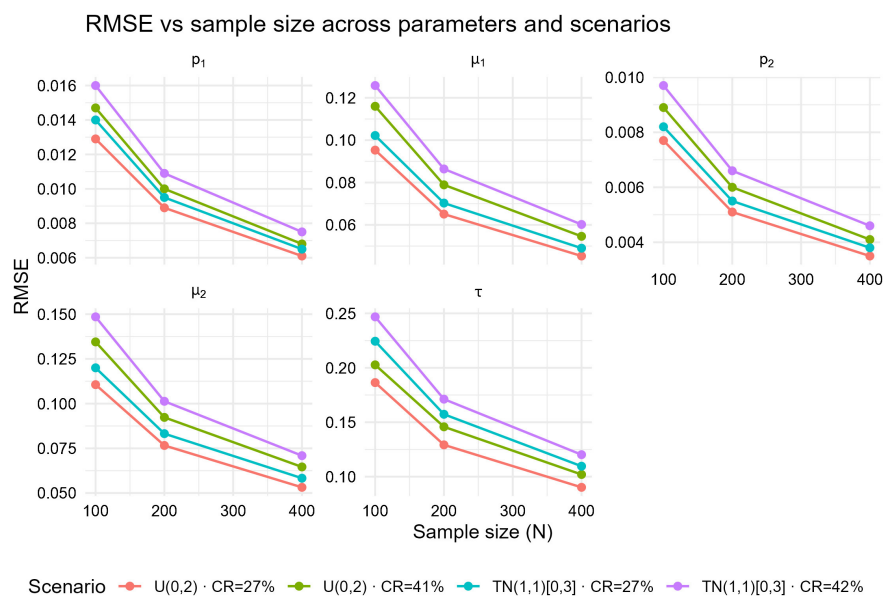 RMSE vs sample size across parameters and scenarios
p1
μ1
p2
0.016
0.014
0.012
0.010
0.008
0.006
0.12
0.10
0.08
0.06
0.010
0.008
0.006
0.004
100 200 300 400
RMSE
μ2
τ
0.150
0.125
0.100
0.075
0.050
0.25
0.20
0.15
0.10
100 200 300 400
100 200 300 400
Sample size (N)
Scenario U(0,2) · CR=27% U(0,2) · CR=41% TN(1,1)[0,3] · CR=27% TN(1,1)[0,3] · CR=42%